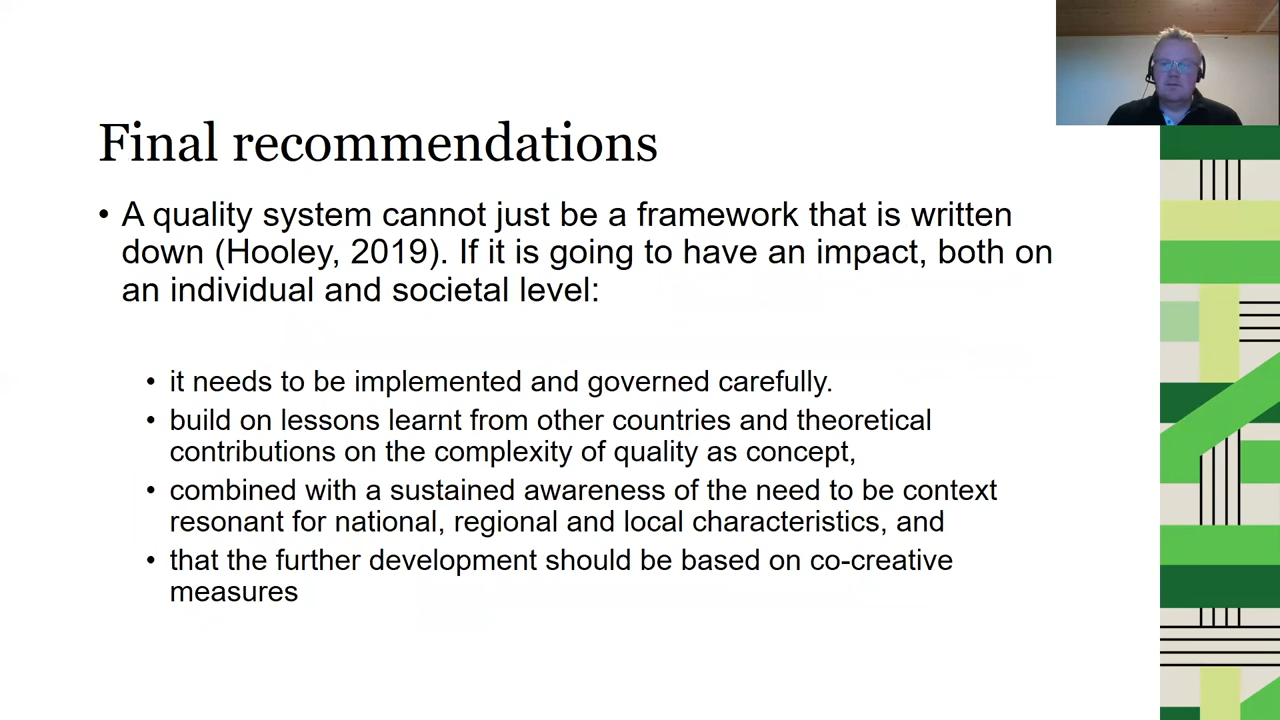 Final recommendations
• A quality system cannot just be a framework that is written
down (Hooley, 2019). If it is going to have an impact, both on
an individual and societal level:
• it needs to be implemented and governed carefully.
• build on lessons learnt from other countries and theoretical
contributions on the complexity of quality as concept,
• combined with a sustained awareness of the need to be context
resonant for national, regional and local characteristics, and
• that the further development should be based on co-creative
measures